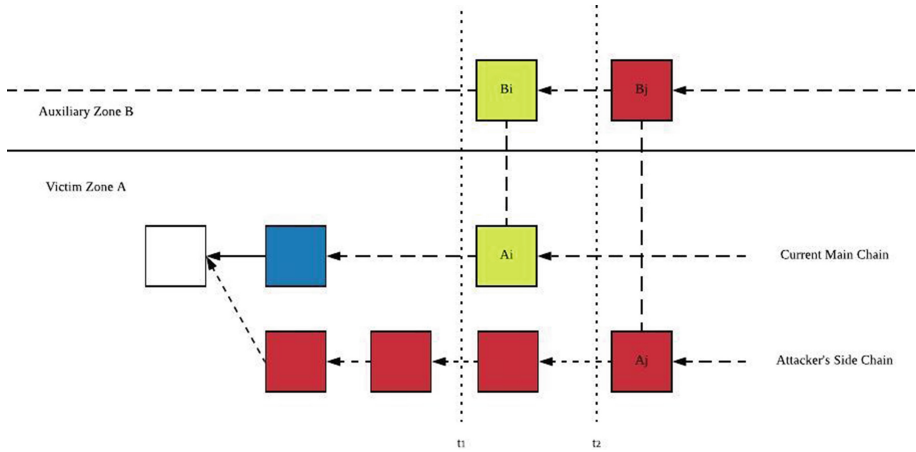 Bi
Bj
Auxiliary Zone B
Victim Zone A
Ai
Current Main Chain
Aj
Attacker's Side Chain
t1
t2